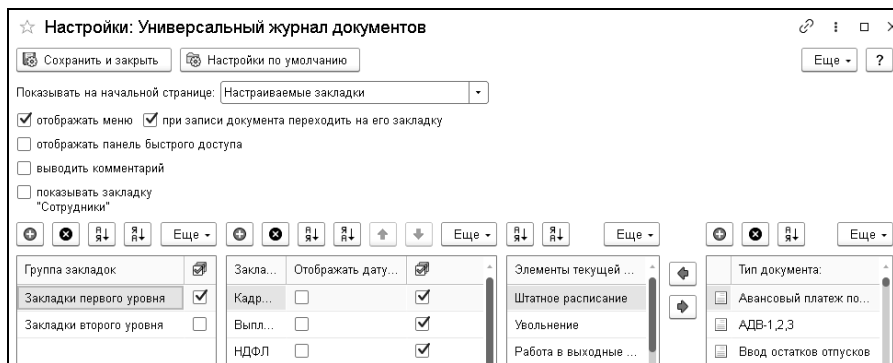 Настройки: Универсальный журнал документов
Сохранить и закрыть Настройки по умолчанию Еще ?
Показывать на начальной странице: Настраиваемые закладки
отображать меню при записи документа переходить на его закладку
отображать панель быстрого доступа
выводить комментарий
показывать закладку
"Сотрудники"
Еще Еще Еще Еще
Группа закладок Закла... Отображать дату... Элементы текущей ... Тип документа:
Закладки первого уровня Кадр... Штатное расписание Авансовый платеж по...
Закладки второго уровня Выпл... Увольнение АДВ-1,2,3
НДФЛ Работа в выходные ... Ввод остатков отпусков